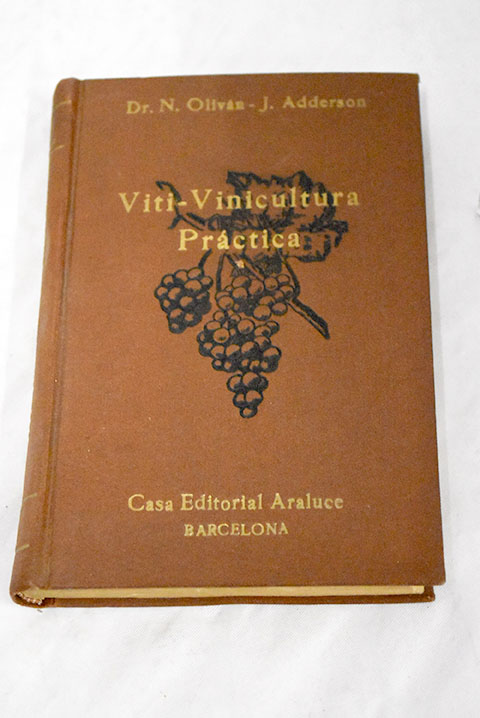 Dr. N. Oliván - J. Adderson
Viti-Vinicultura
Práctica
Casa Editorial Araluce
BARCELONA